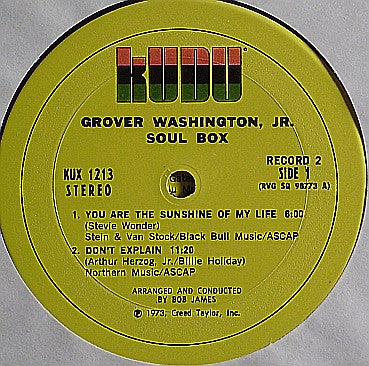 KUDU®
GROVER WASHINGTON, JR.
SOUL BOX
KUX 1213
STEREO
RECORD 2
SIDE 1
(RVG SQ 98773 A)
1. YOU ARE THE SUNSHINE OF MY LIFE 6:00
(Stevie Wonder)
Stein & Van Stock/Black Bull Music/ASCAP
2. DON'T EXPLAIN 11:20
(Arthur Herzog, Jr./Billie Holiday)
Northern Music/ASCAP
ARRANGED AND CONDUCTED
BY BOB JAMES
℗ 1973, Creed Taylor, Inc.